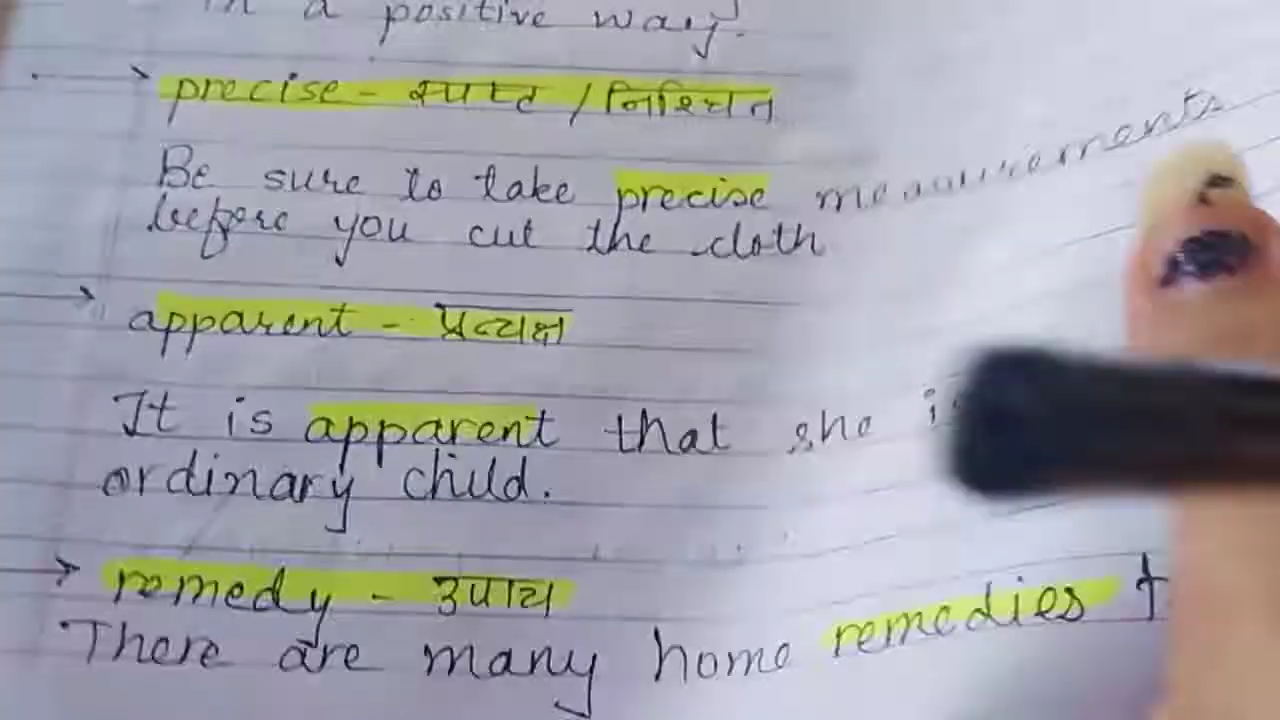 in a positive way.
precise - स्पष्ट / निश्चित
Be sure to take precise measurements
before you cut the cloth
apparent - प्रत्यक्ष
It is apparent that she
ordinary child.
remedy - उपाय
There are many home remedies